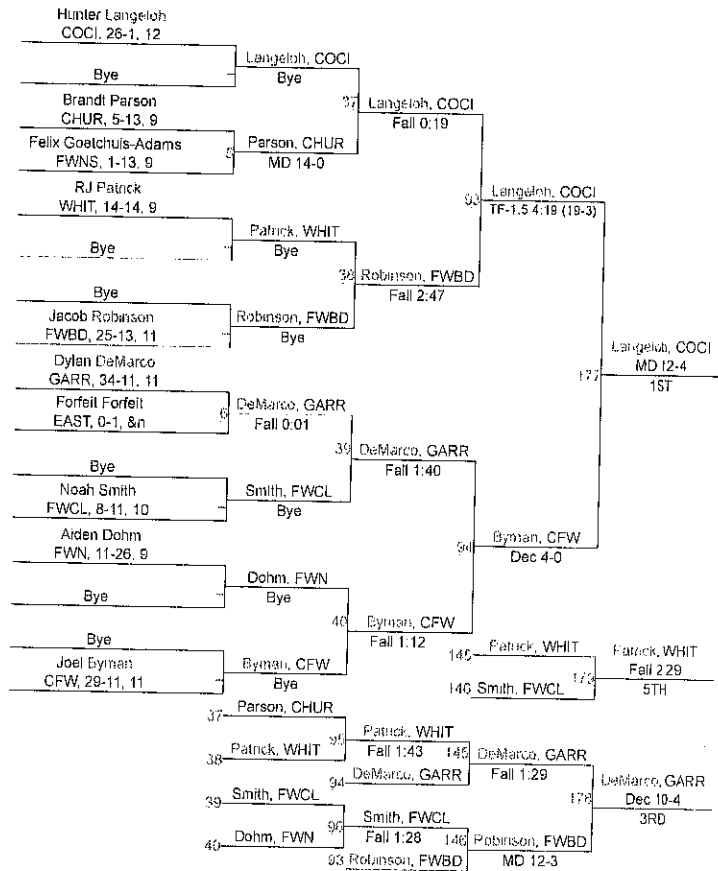 Hunter Langeloh
COCI, 26-1, 12
Langeloh, COCI
Bye
Bye
37
Langeloh, COCI
Fall 0:19
Brandt Parson
CHUR, 5-13, 9
Felix Goetchuis-Adams
FWNS, 1-13, 9
5
Parson, CHUR
MD 14-0
93
Langeloh, COCI
TF-1.5 4:19 (19-3)
RJ Patrick
WHIT, 14-14, 9
Patrick, WHIT
Bye
Bye
38
Robinson, FWBD
Fall 2:47
Bye
Jacob Robinson
FWBD, 25-13, 11
Robinson, FWBD
Bye
177
Langeloh, COCI
MD 12-4
1ST
Dylan DeMarco
GARR, 34-11, 11
Forfeit Forfeit
EAST, 0-1, &n
6
DeMarco, GARR
Fall 0:01
39
DeMarco, GARR
Fall 1:40
Bye
Noah Smith
FWCL, 8-11, 10
Smith, FWCL
Bye
94
Byman, CFW
Dec 4-0
Aiden Dohm
FWN, 11-26, 9
Dohm, FWN
Bye
Bye
40
Byman, CFW
Fall 1:12
Bye
Joel Byman
CFW, 29-11, 11
Byman, CFW
Bye
145
Patrick, WHIT
146
Smith, FWCL
175
Patrick, WHIT
Fall 2:29
5TH
37
Parson, CHUR
38
Patrick, WHIT
95
Patrick, WHIT
Fall 1:43
94
DeMarco, GARR
145
DeMarco, GARR
Fall 1:29
39
Smith, FWCL
40
Dohm, FWN
96
Smith, FWCL
Fall 1:28
93
Robinson, FWBD
146
Robinson, FWBD
MD 12-3
176
DeMarco, GARR
Dec 10-4
3RD